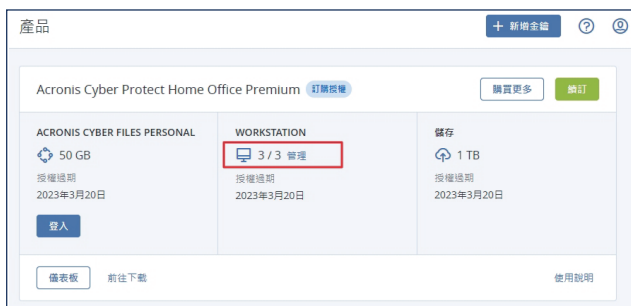 產品
＋ 新增金鑰
Acronis Cyber Protect Home Office Premium 訂購授權
購買更多
續訂
ACRONIS CYBER FILES PERSONAL
50 GB
授權過期
2023年3月20日
登入
WORKSTATION
3 / 3 管理
授權過期
2023年3月20日
儲存
1 TB
授權過期
2023年3月20日
儀表板
前往下載
使用說明